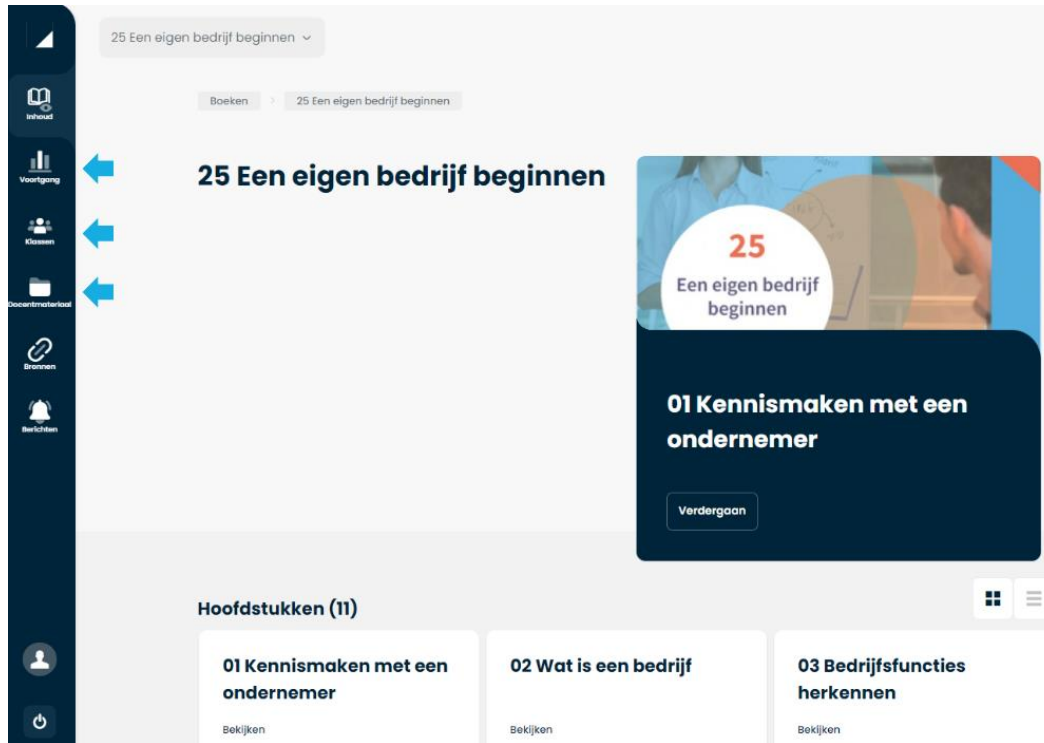 25 Een eigen bedrijf beginnen
Inhoud
Voortgang
Klassen
Docentmateriaal
Bronnen
Berichten
Boeken
25 Een eigen bedrijf beginnen
25 Een eigen bedrijf beginnen
25
Een eigen bedrijf
beginnen
01 Kennismaken met een
ondernemer
Verdergaan
Hoofdstukken (11)
01 Kennismaken met een
ondernemer
Bekijken
02 Wat is een bedrijf
Bekijken
03 Bedrijfsfuncties
herkennen
Bekijken